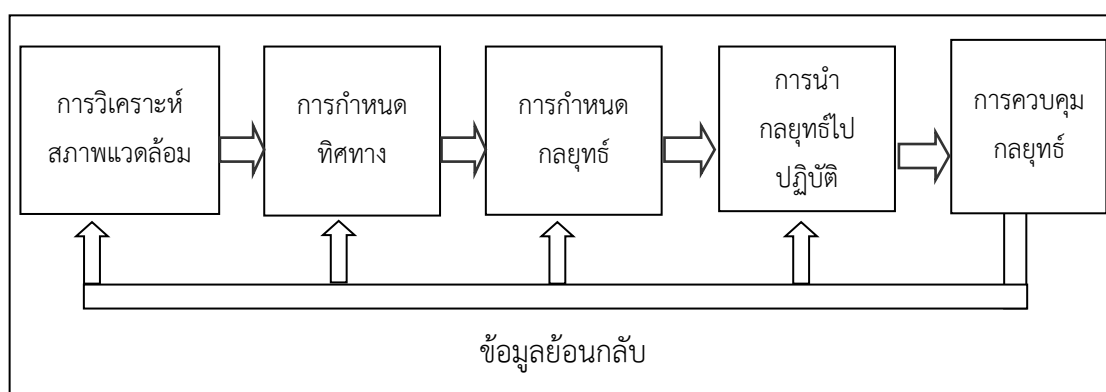 การวิเคราะห์
สภาพแวดล้อม
การกำหนด
ทิศทาง
การกำหนด
กลยุทธ์
การนำ
กลยุทธ์ไป
ปฏิบัติ
การควบคุม
กลยุทธ์
ข้อมูลย้อนกลับ